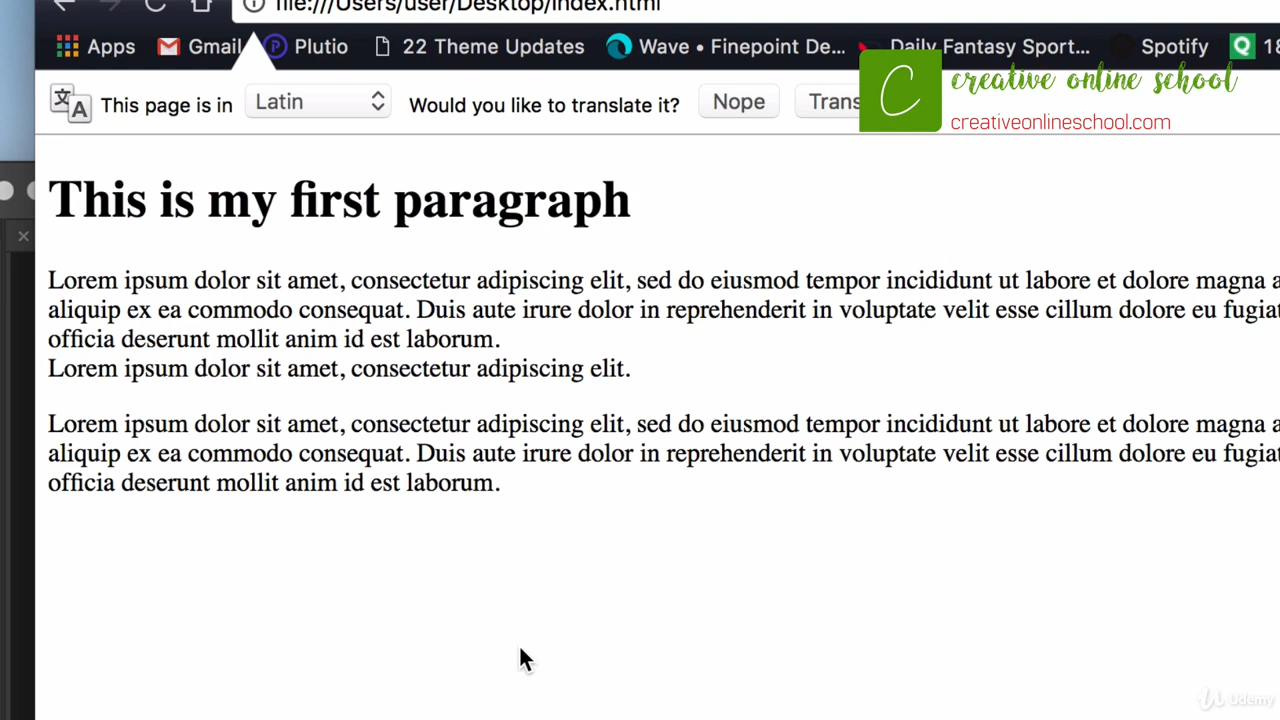 file:///Users/user/Desktop/index.html
Apps Gmail Plutio 22 Theme Updates Wave • Finepoint De... Daily Fantasy Sport... Spotify 18
This page is in Latin Would you like to translate it? Nope Trans
C creative online school
creativeonlineschool.com
This is my first paragraph
Lorem ipsum dolor sit amet, consectetur adipiscing elit, sed do eiusmod tempor incididunt ut labore et dolore magna a
aliquip ex ea commodo consequat. Duis aute irure dolor in reprehenderit in voluptate velit esse cillum dolore eu fugiat
officia deserunt mollit anim id est laborum.
Lorem ipsum dolor sit amet, consectetur adipiscing elit.
Lorem ipsum dolor sit amet, consectetur adipiscing elit, sed do eiusmod tempor incididunt ut labore et dolore magna a
aliquip ex ea commodo consequat. Duis aute irure dolor in reprehenderit in voluptate velit esse cillum dolore eu fugiat
officia deserunt mollit anim id est laborum.
Udemy